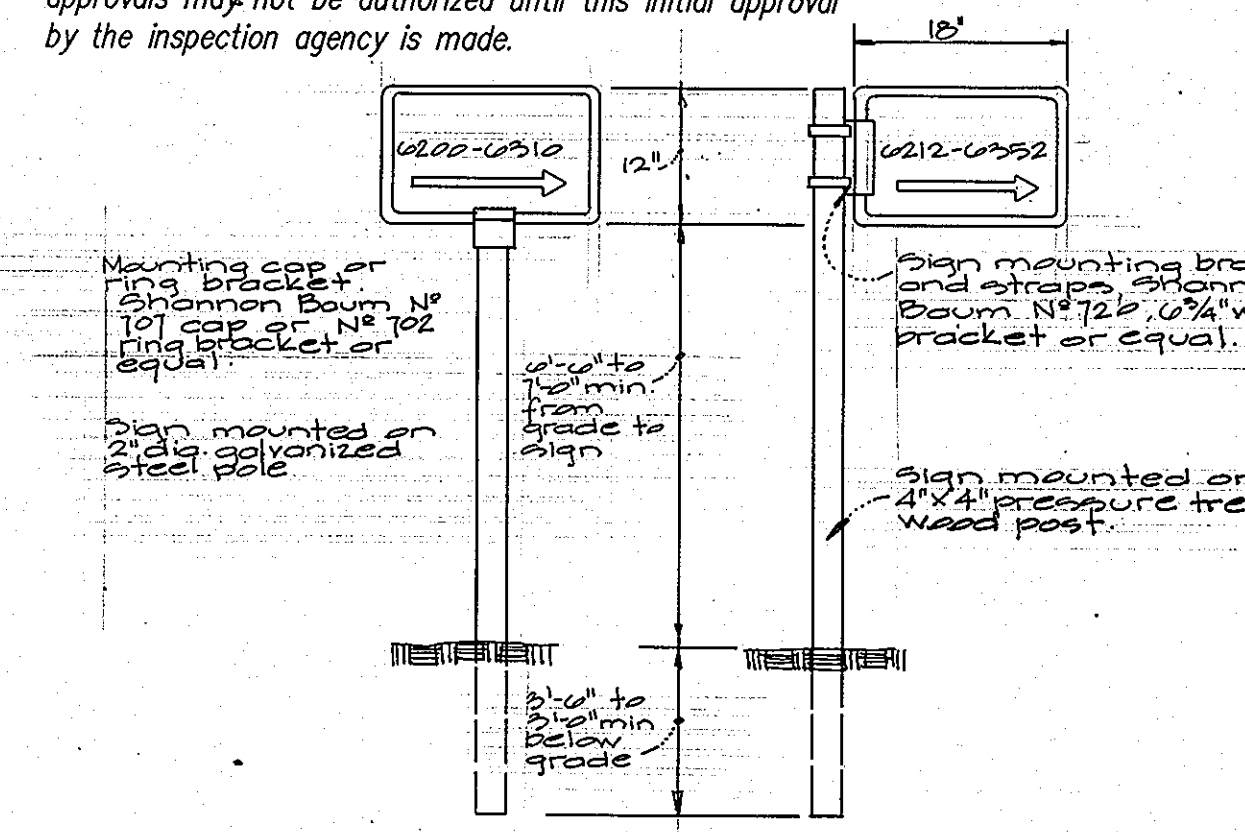 approvals may not be authorized until this initial approval
by the inspection agency is made.
18"
6200-6310
12"
6212-6352
Mounting cap or
ring bracket.
Shannon Baum Nº
707 cap or Nº 702
ring bracket or
equal.
Sign mounting bra
and straps, Shann
Baum Nº 726, 6 3/4" w
bracket or equal.
6'-6" to
7'-0" min.
from
grade to
sign
Sign mounted on
2" dia. galvanized
steel pole
Sign mounted on
4"x4" pressure tre
wood post.
3'-6" to
3'-0" min
below
grade